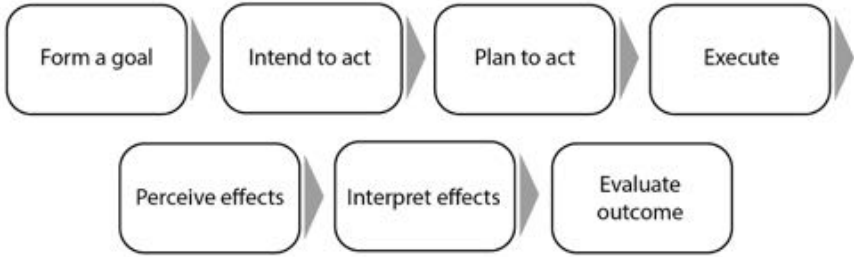 Form a goal
Intend to act
Plan to act
Execute
Perceive effects
Interpret effects
Evaluate
outcome